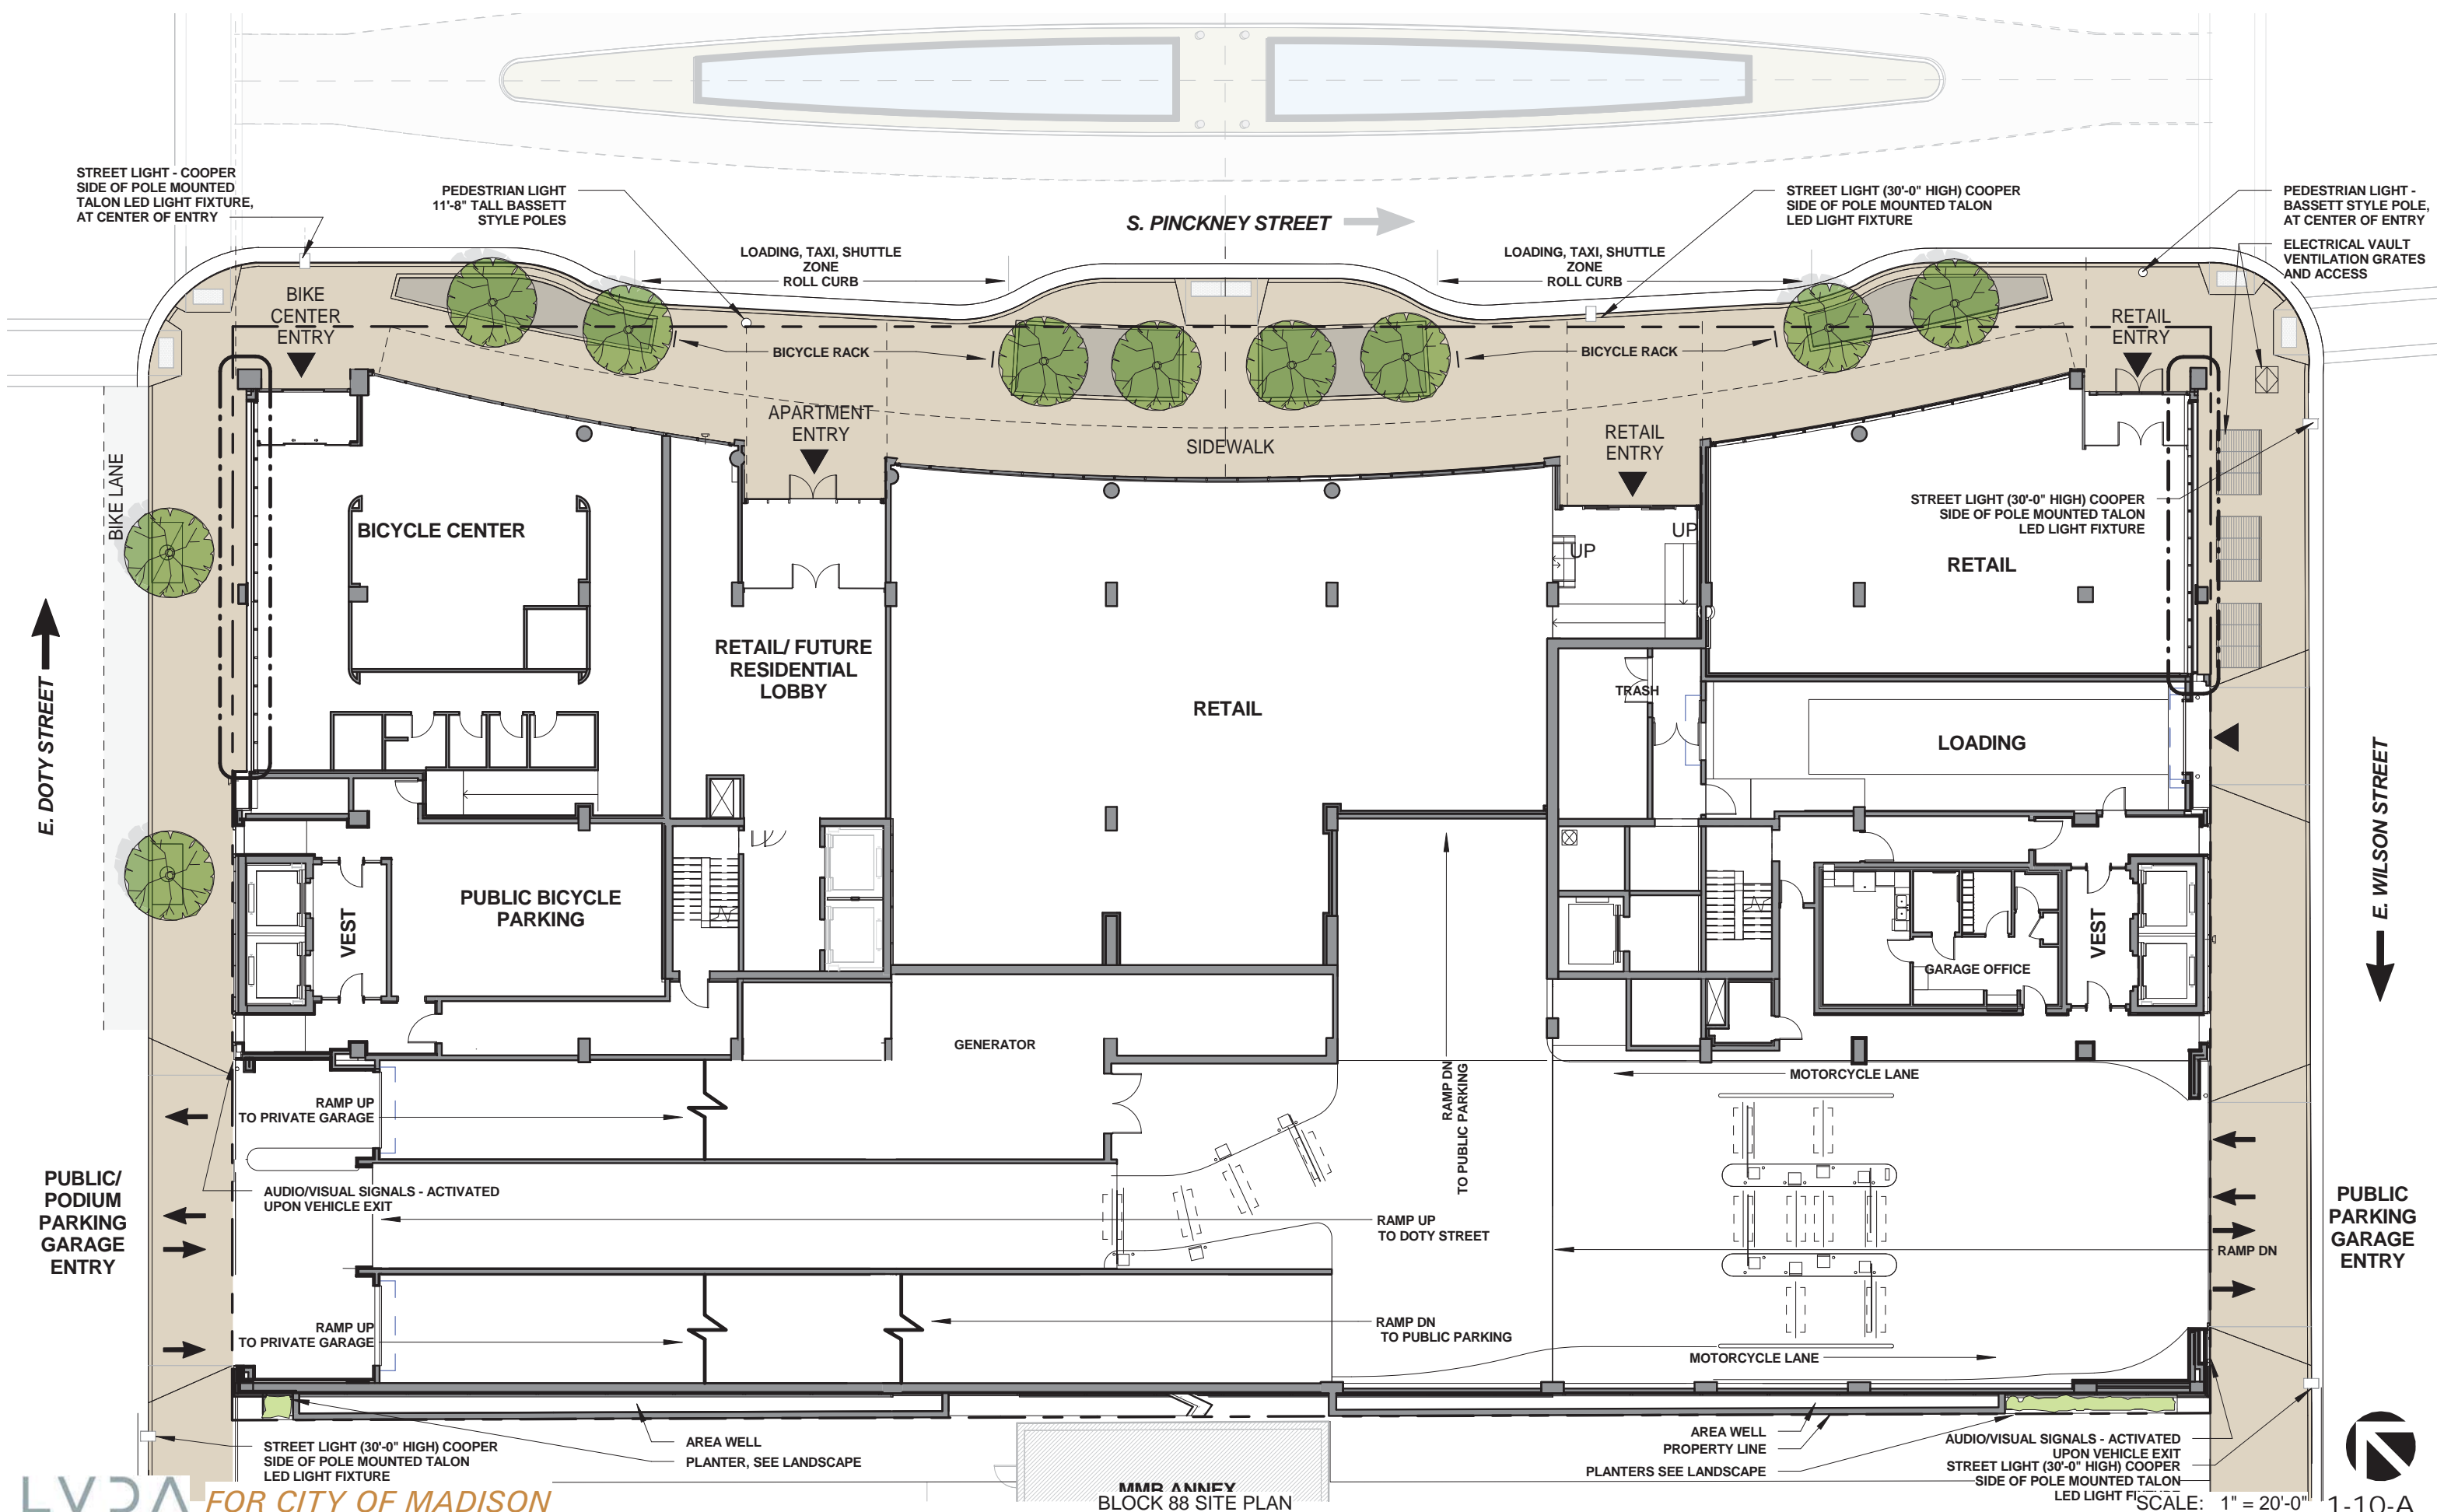 STREET LIGHT - COOPER
SIDE OF POLE MOUNTED
TALON LED LIGHT FIXTURE,
AT CENTER OF ENTRY
PEDESTRIAN LIGHT
11'-8" TALL BASSETT
STYLE POLES
S. PINCKNEY STREET
STREET LIGHT (30'-0" HIGH) COOPER
SIDE OF POLE MOUNTED TALON
LED LIGHT FIXTURE
PEDESTRIAN LIGHT -
BASSETT STYLE POLE,
AT CENTER OF ENTRY
ELECTRICAL VAULT
VENTILATION GRATES
AND ACCESS
LOADING, TAXI, SHUTTLE
ZONE
ROLL CURB
LOADING, TAXI, SHUTTLE
ZONE
ROLL CURB
BIKE
CENTER
ENTRY
BICYCLE RACK
BICYCLE RACK
RETAIL
ENTRY
APARTMENT
ENTRY
SIDEWALK
RETAIL
ENTRY
BIKE LANE
BICYCLE CENTER
STREET LIGHT (30'-0" HIGH) COOPER
SIDE OF POLE MOUNTED TALON
LED LIGHT FIXTURE
UP
UP
RETAIL
RETAIL/ FUTURE
RESIDENTIAL
LOBBY
TRASH
RETAIL
LOADING
E. DOTY STREET
E. WILSON STREET
PUBLIC BICYCLE
PARKING
VEST
VEST
GARAGE OFFICE
GENERATOR
RAMP DN
TO PUBLIC PARKING
MOTORCYCLE LANE
RAMP UP
TO PRIVATE GARAGE
PUBLIC/
PODIUM
PARKING
GARAGE
ENTRY
AUDIO/VISUAL SIGNALS - ACTIVATED
UPON VEHICLE EXIT
RAMP UP
TO DOTY STREET
RAMP DN
PUBLIC
PARKING
GARAGE
ENTRY
RAMP UP
TO PRIVATE GARAGE
RAMP DN
TO PUBLIC PARKING
MOTORCYCLE LANE
STREET LIGHT (30'-0" HIGH) COOPER
SIDE OF POLE MOUNTED TALON
LED LIGHT FIXTURE
AREA WELL
PLANTER, SEE LANDSCAPE
AREA WELL
PROPERTY LINE
PLANTERS SEE LANDSCAPE
AUDIO/VISUAL SIGNALS - ACTIVATED
UPON VEHICLE EXIT
STREET LIGHT (30'-0" HIGH) COOPER
SIDE OF POLE MOUNTED TALON
LED LIGHT
MMB ANNEX
BLOCK 88 SITE PLAN
FOR CITY OF MADISON
SCALE: 1" = 20'-0"
1-10-A